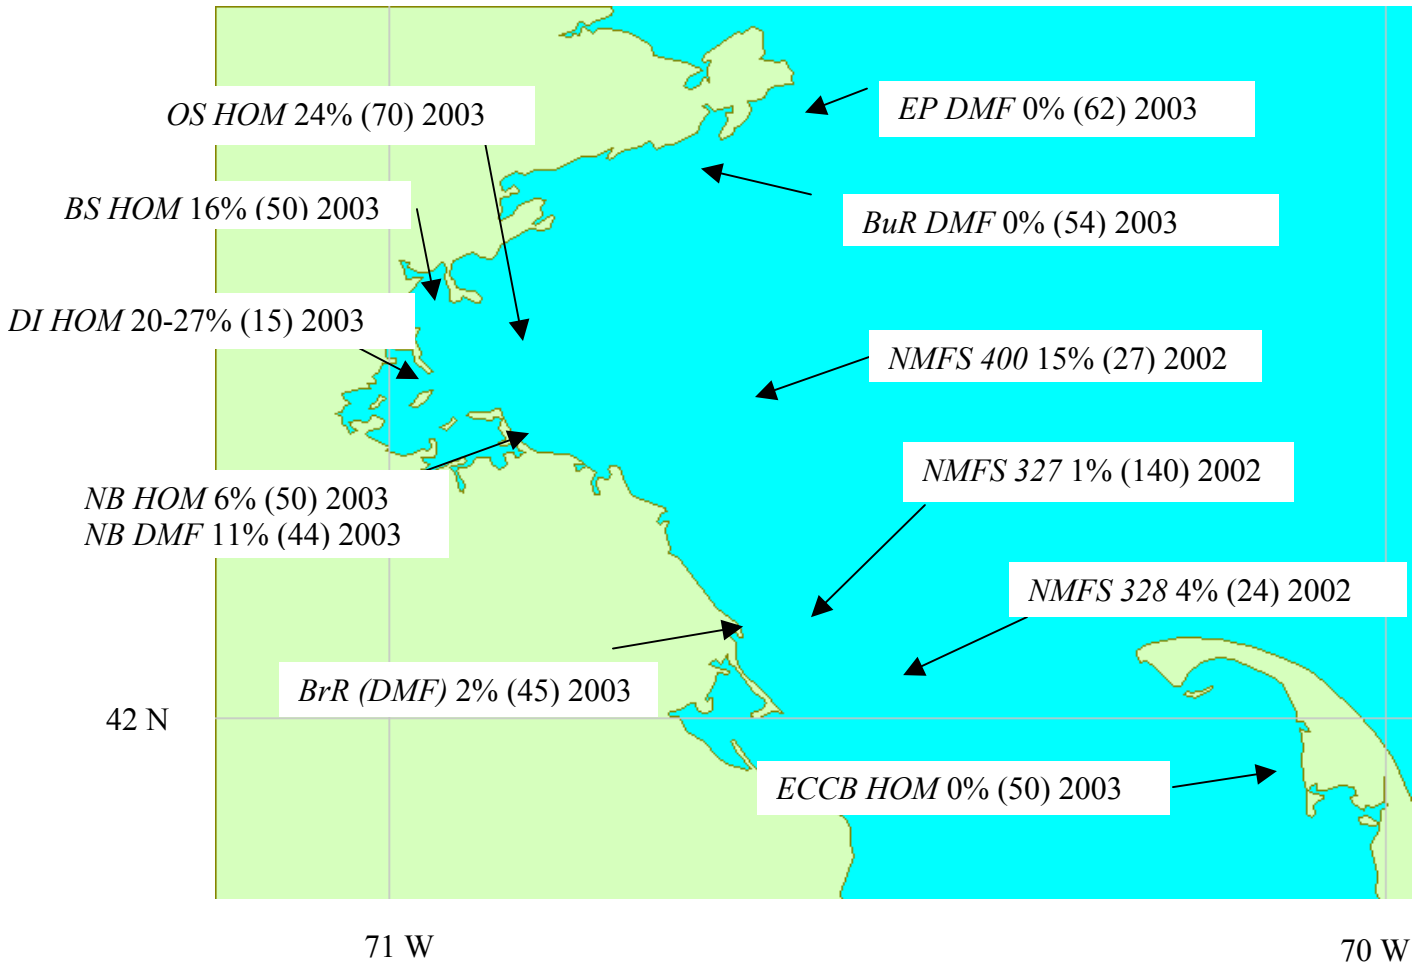 OS HOM 24% (70) 2003
EP DMF 0% (62) 2003
BS HOM 16% (50) 2003
BuR DMF 0% (54) 2003
DI HOM 20-27% (15) 2003
NMFS 400 15% (27) 2002
NMFS 327 1% (140) 2002
NB HOM 6% (50) 2003
NB DMF 11% (44) 2003
NMFS 328 4% (24) 2002
BrR (DMF) 2% (45) 2003
42 N
ECCB HOM 0% (50) 2003
71 W
70 W